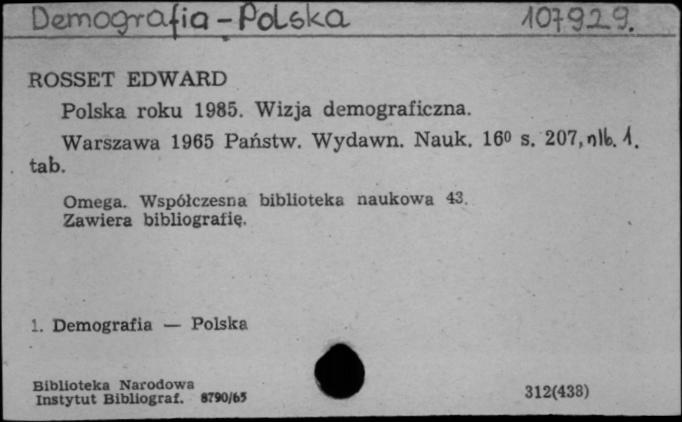 Demografia - Polska 107929.
ROSSET EDWARD
Polska roku 1985. Wizja demograficzna.
Warszawa 1965 Państw. Wydawn. Nauk. 16⁰ s. 207, nlb. 1.
tab.
Omega. Współczesna biblioteka naukowa 43.
Zawiera bibliografię.
1. Demografia — Polska
Biblioteka Narodowa
Instytut Bibliograf. 8790/65 312(438)